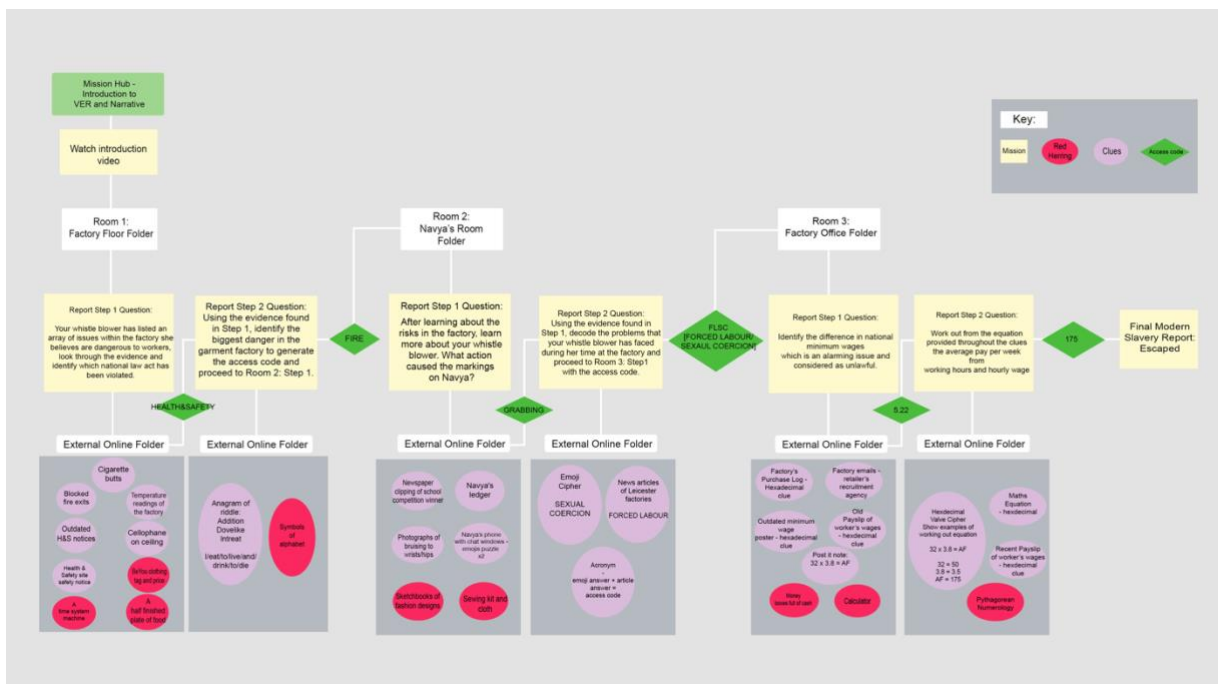 Mission Hub -
Introduction to
VER and Narrative
Watch introduction
video
Key:
Mission
Red
Herring
Clues
Access code
Room 1:
Factory Floor Folder
Room 2:
Navya's Room
Folder
Room 3:
Factory Office Folder
Report Step 1 Question:
Your whistle blower has listed an
array of issues within the factory she
believes are dangerous to workers,
look through the evidence and
identify which national law act has
been violated.
HEALTH&SAFETY
Report Step 2 Question:
Using the evidence found
in Step 1, identify the
biggest danger in the
garment factory to generate
the access code and
proceed to Room 2: Step 1.
FIRE
Report Step 1 Question:
After learning about the
risks in the factory, learn
more about your whistle
blower. What action
caused the markings
on Navya?
GRABBING
Report Step 2 Question:
Using the evidence found in
Step 1, decode the problems that
your whistle blower has faced
during her time at the factory and
proceed to Room 3: Step1
with the access code.
FLSC
[FORCED LABOUR/
SEXAUL COERCION]
Report Step 1 Question:
Identify the difference in national
minimum wages
which is an alarming issue and
considered as unlawful.
5.22
Report Step 2 Question:
Work out from the equation
provided throughout the clues
the average pay per week
from
working hours and hourly wage
175
Final Modern
Slavery Report:
Escaped
External Online Folder
Cigarette
butts
Blocked
fire exits
Temperature
readings of
the factory
Outdated
H&S notices
Cellophane
on ceiling
Health &
Safety site
safety notice
BeYou clothing
tag and price
A
time system
machine
A
half finished
plate of food
External Online Folder
Anagram of
riddle:
Addition
Dovelike
Intreat
I/eat/to/live/and/
drink/to/die
Symbols
of
alphabet
External Online Folder
Newspaper
clipping of school
competition winner
Navya's
ledger
Photographs of
bruising to
wrists/hips
Navya's phone
with chat windows -
emojis puzzle
x2
Sketchbooks of
fashion designs
Sewing kit and
cloth
External Online Folder
Emoji
Cipher
SEXUAL
COERCION
News articles
of Leicester
factories
FORCED LABOUR
Acronym
-
emoji answer + article
answer =
access code
External Online Folder
Factory's
Purchase Log -
Hexadecimal
clue
Factory emails -
retailer's
recruitment
agency
Outdated minimum
wage
poster - hexadecimal
clue
Old
Payslip of
worker's wages
- hexadecimal
clue
Post it note:
32 x 3.8 = AF
Money
boxes full of cash
Calculator
External Online Folder
Hexdecimal
Valve Cipher
Show examples of
working out equation
32 x 3.8 = AF
32 = 50
3.8 = 3.5
AF = 175
Maths
Equation -
hexadecimal
Recent Payslip
of worker's wages
- hexadecimal
clue
Pythagorean
Numerology